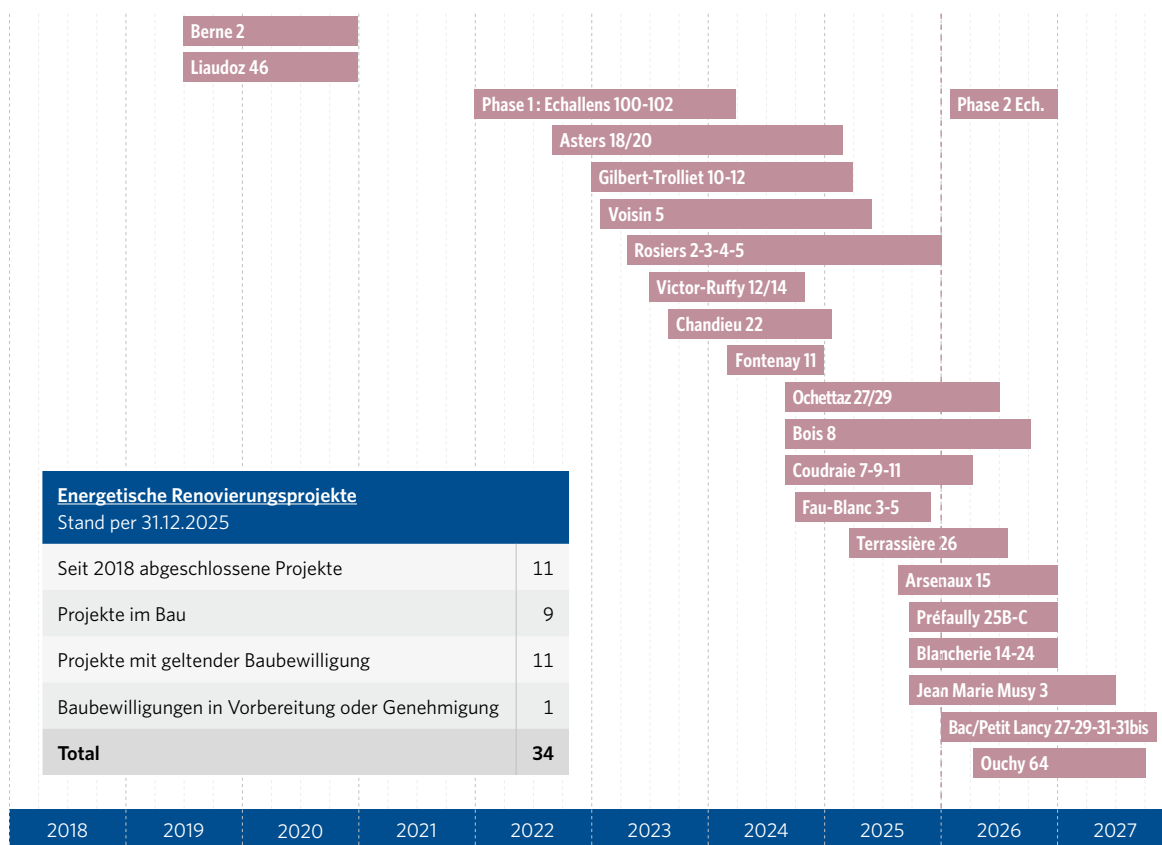 Berne 2
Liaudoz 46
Phase 1 : Echallens 100-102
Phase 2 Ech.
Asters 18/20
Gilbert-Trolliet 10-12
Voisin 5
Rosiers 2-3-4-5
Victor-Ruffy 12/14
Chandieu 22
Fontenay 11
Ochettaz 27/29
Bois 8
Coudraie 7-9-11
Fau-Blanc 3-5
Terrassière 26
Arsenaux 15
Préfaully 25B-C
Blancherie 14-24
Jean Marie Musy 3
Bac/Petit Lancy 27-29-31-31bis
Ouchy 64
Energetische Renovierungsprojekte
Stand per 31.12.2025
Seit 2018 abgeschlossene Projekte 11
Projekte im Bau 9
Projekte mit geltender Baubewilligung 11
Baubewilligungen in Vorbereitung oder Genehmigung 1
Total 34
2018 2019 2020 2021 2022 2023 2024 2025 2026 2027